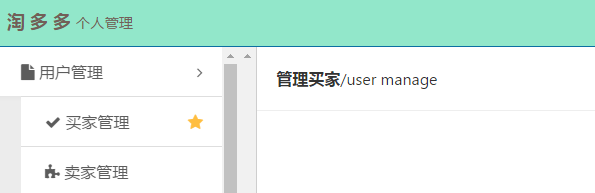 淘 多 多 个人管理
用户管理
管理买家/user manage
买家管理
卖家管理